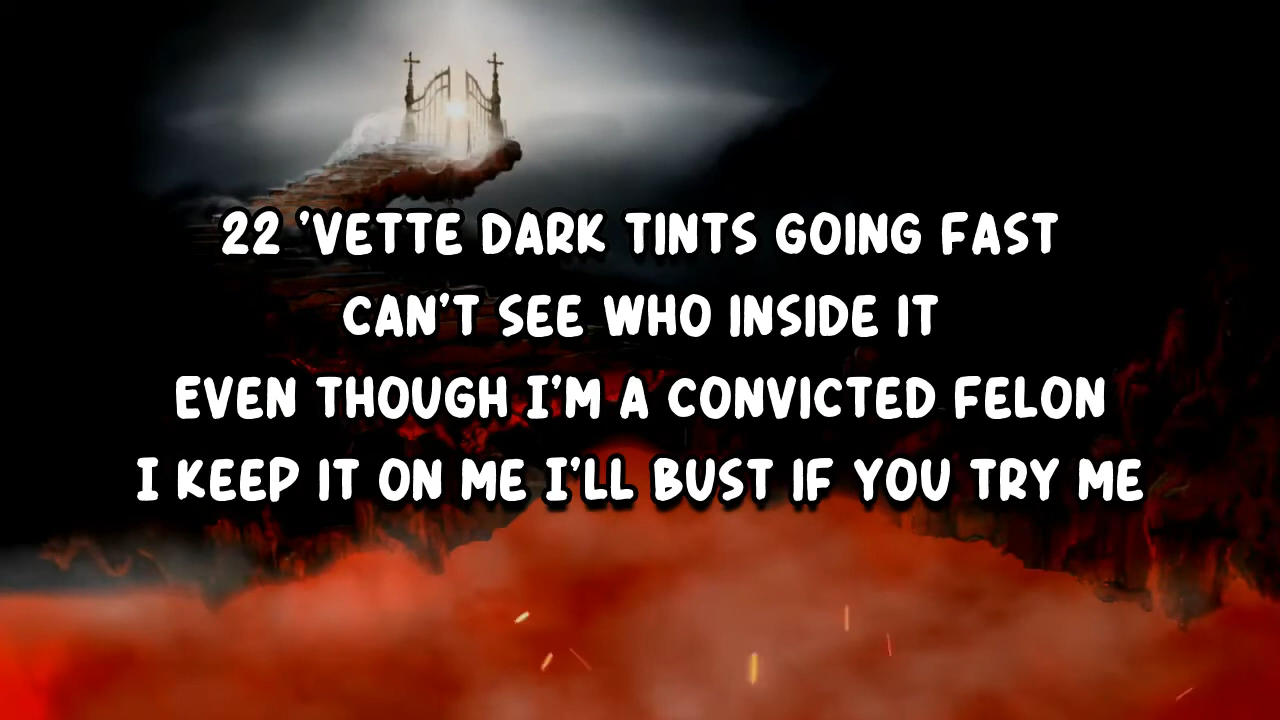 22 'VETTE DARK TINTS GOING FAST
CAN'T SEE WHO INSIDE IT
EVEN THOUGH I'M A CONVICTED FELON
I KEEP IT ON ME I'LL BUST IF YOU TRY ME